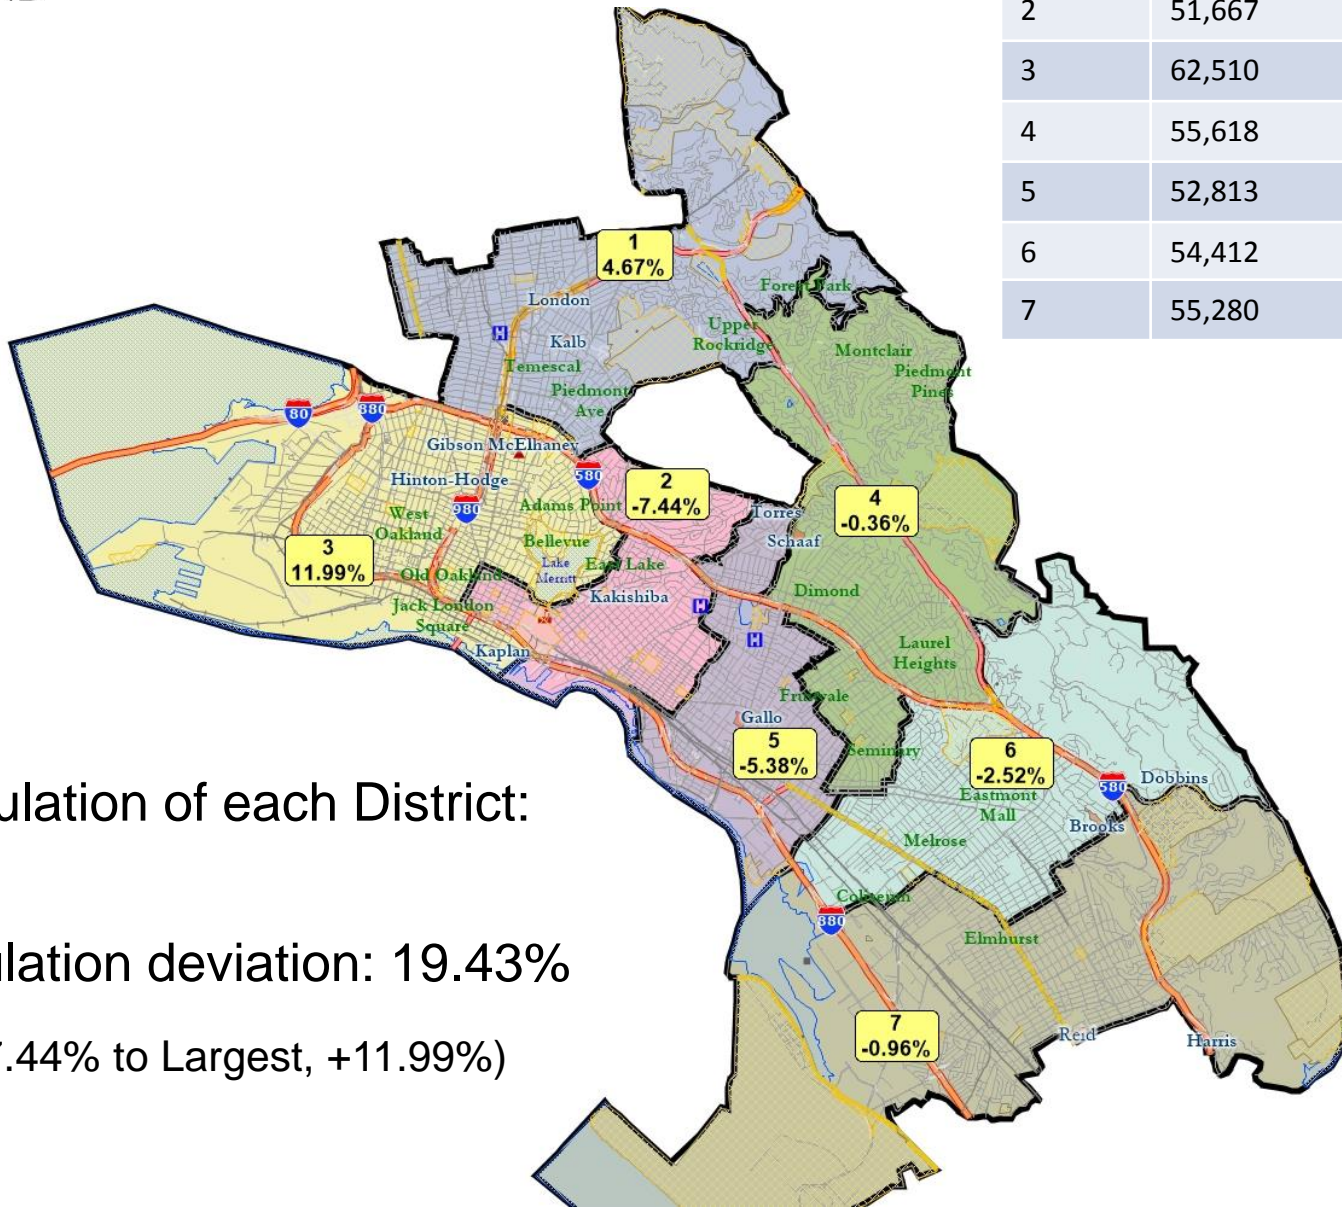 2 51,667
3 62,510
4 55,618
5 52,813
6 54,412
7 55,280
1
4.67%
London
Forest Park
Kalb
Upper
Rockridge
Montclair
Piedmont
Pines
Temescal
Piedmont
Ave
80
880
Gibson McElhaney
580
Hinton-Hodge
980
2
-7.44%
Adams Point
Torres
4
-0.36%
West
Oakland
Bellevue
Schaaf
3
11.99%
Lake
Merritt
East Lake
Old Oakland
Kakishiba
H
H
H
Dimond
Jack London
Square
Kaplan
Laurel
Heights
Fruitvale
Gallo
5
-5.38%
Seminary
6
-2.52%
Eastmont
Mall
580
Dobbins
Brooks
Melrose
Coliseum
880
Elmhurst
7
-0.96%
Reid
Harris
ulation of each District:
ulation deviation: 19.43%
7.44% to Largest, +11.99%)